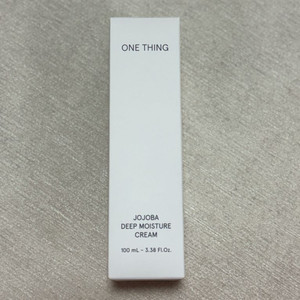 ONE THING
JOJOBA
DEEP MOISTURE
CREAM
100 mL – 3.38 Fl.Oz.